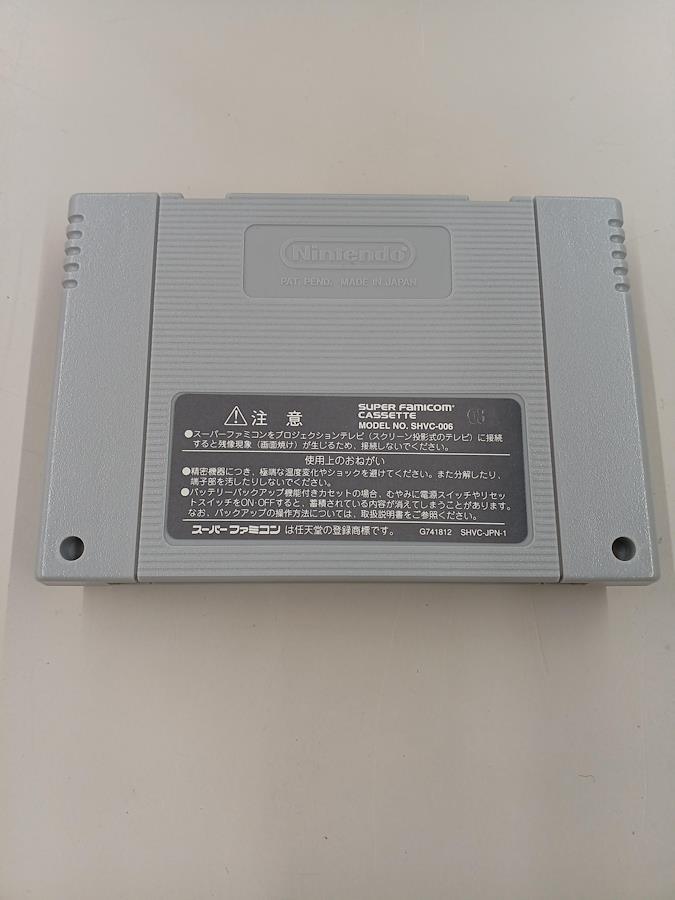 Nintendo
PAT. PEND. MADE IN JAPAN
注意
SUPER FAMICOM
CASSETTE
MODEL NO. SHVC-006
●スーパーファミコンをプロジェクションテレビ（スクリーン投影式のテレビ）に接続
すると残像現象（画面焼け）が生じるため、接続しないでください。
使用上のおねがい
●精密機器につき、極端な温度変化やショックを避けてください。また分解したり、
端子部を汚したりしないでください。
●バッテリーバックアップ機能付きカセットの場合、むやみに電源スイッチやリセッ
トスイッチをON・OFFすると、蓄積されている内容が消えてしまうことがあります。
なお、バックアップの操作方法については、取扱説明書をご参照ください。
スーパーファミコンは任天堂の登録商標です。 G741812 SHVC-JPN-1